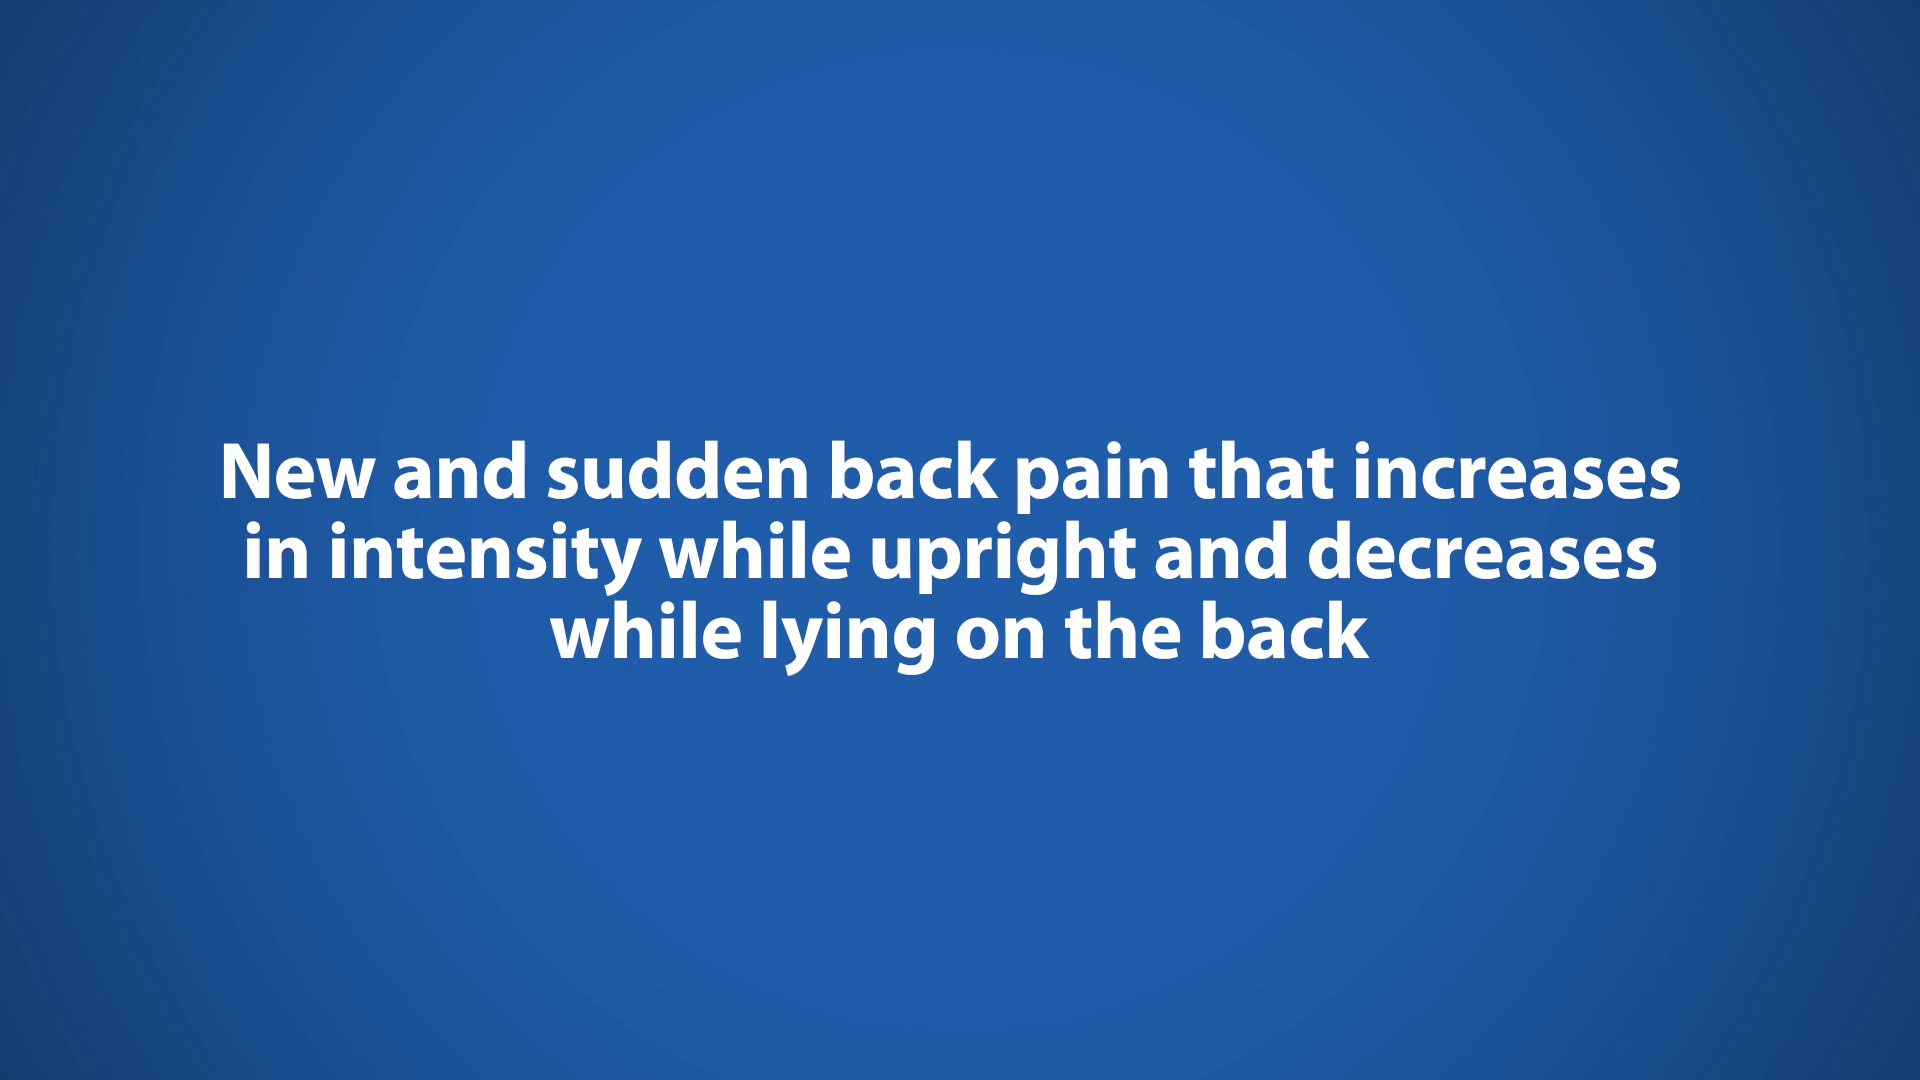 New and sudden back pain that increases
in intensity while upright and decreases
while lying on the back